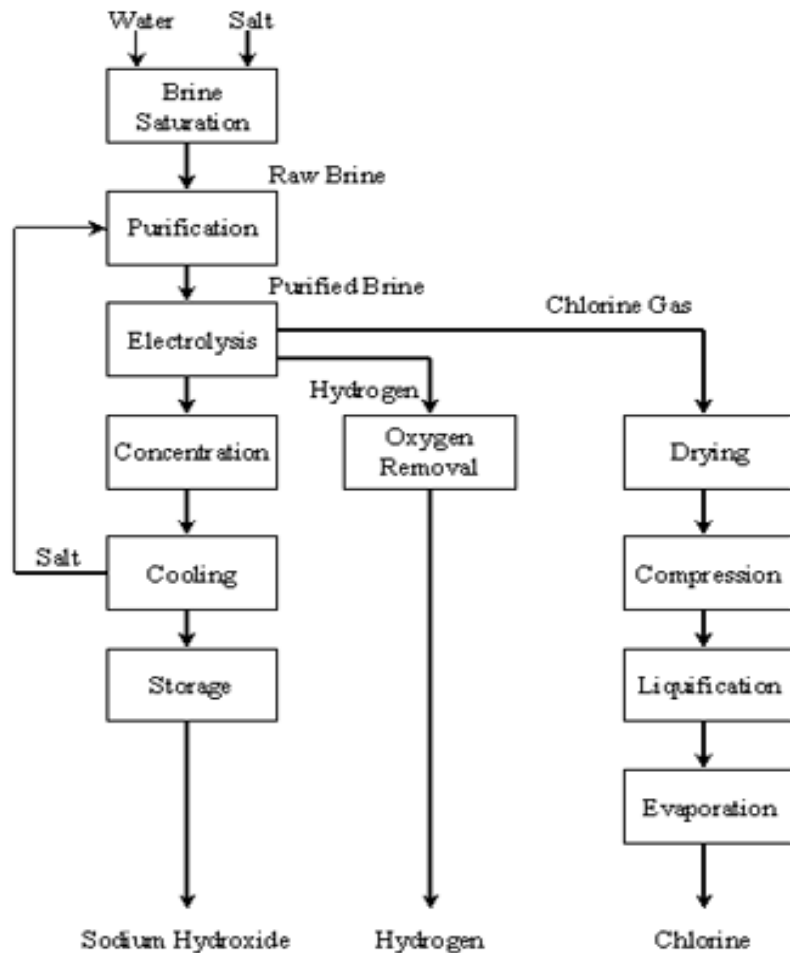 Water
Salt
Brine
Saturation
Raw Brine
Purification
Purified Brine
Chlorine Gas
Electrolysis
Hydrogen
Concentration
Oxygen
Removal
Drying
Salt
Cooling
Compression
Storage
Liquification
Evaporation
Sodium Hydroxide
Hydrogen
Chlorine